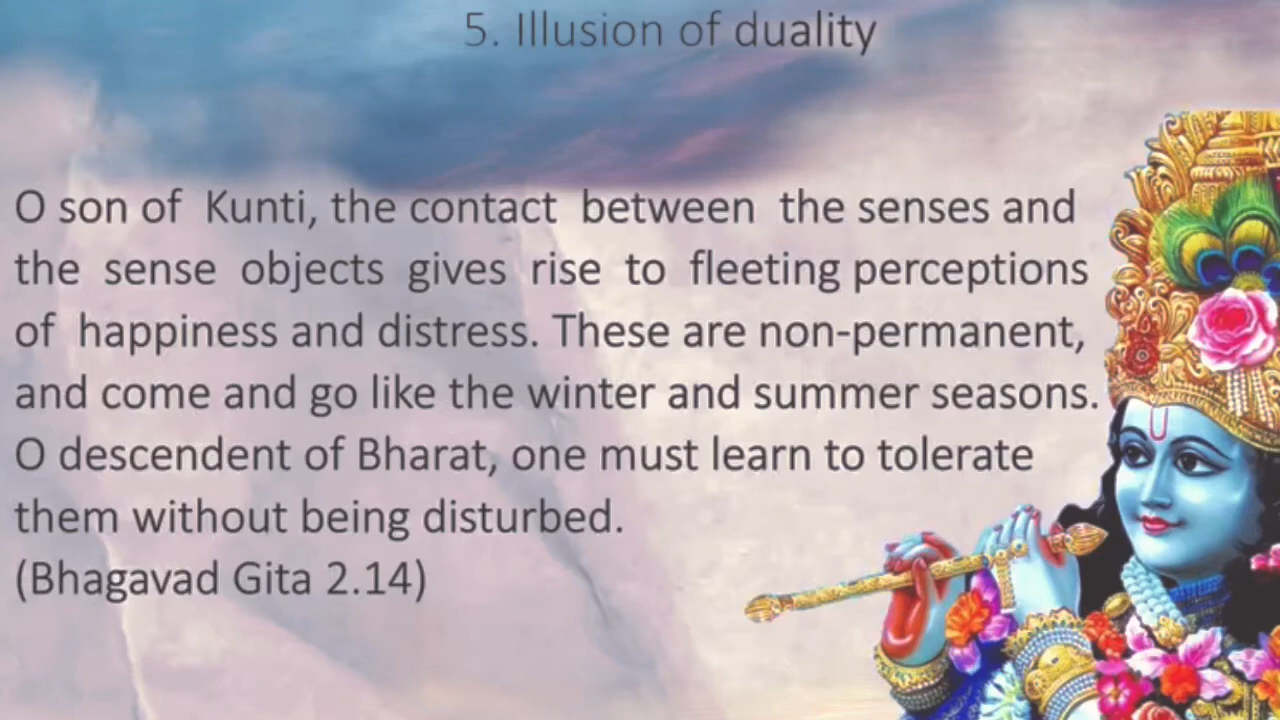 5. Illusion of duality
O son of Kunti, the contact between the senses and
the sense objects gives rise to fleeting perceptions
of happiness and distress. These are non-permanent,
and come and go like the winter and summer seasons.
O descendent of Bharat, one must learn to tolerate
them without being disturbed.
(Bhagavad Gita 2.14)